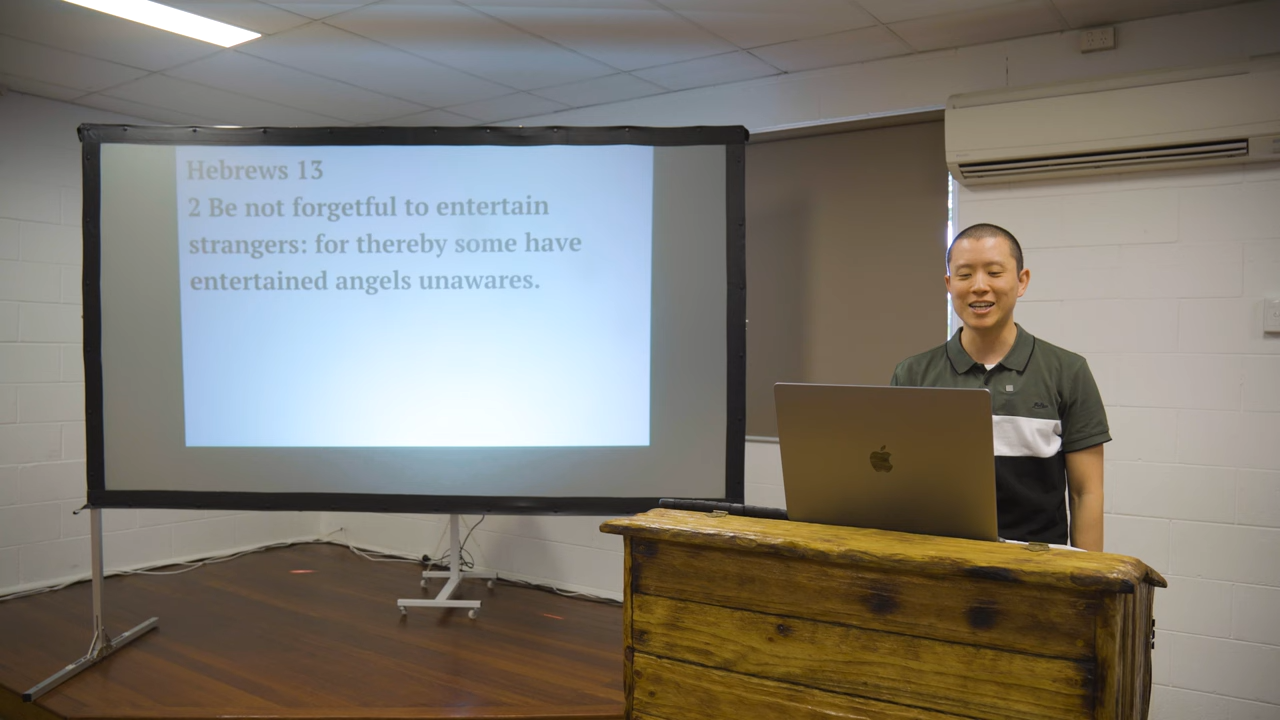 Hebrews 13
2 Be not forgetful to entertain
strangers: for thereby some have
entertained angels unawares.